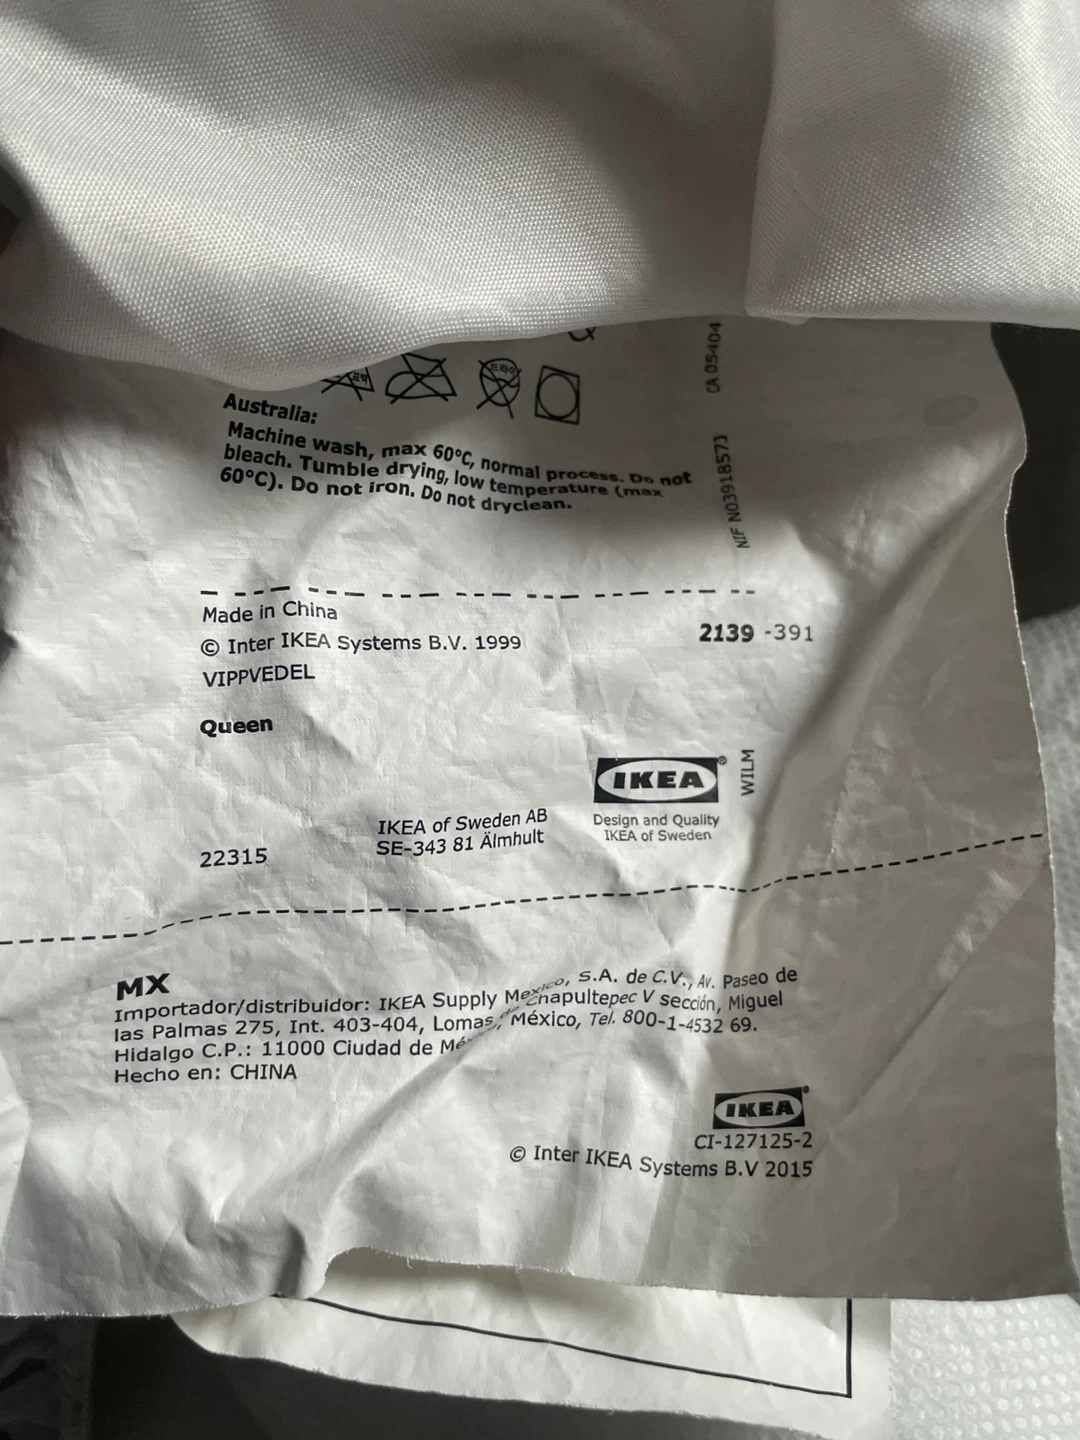 CA 05404
Australia:
Machine wash, max 60°C, normal process. Do not
bleach. Tumble drying, low temperature (max
60°C). Do not iron. Do not dryclean.
NIF N0391857J
Made in China
© Inter IKEA Systems B.V. 1999
2139 -391
VIPPVEDEL
Queen
IKEA
WILM
Design and Quality
IKEA of Sweden
IKEA of Sweden AB
SE-343 81 Älmhult
22315
MX
Importador/distribuidor: IKEA Supply Mexico, S.A. de C.V., Av. Paseo de
las Palmas 275, Int. 403-404, Lomas de Chapultepec V sección, Miguel
Hidalgo C.P.: 11000 Ciudad de México, Tel. 800-1-4532 69.
Hecho en: CHINA
IKEA
CI-127125-2
© Inter IKEA Systems B.V 2015